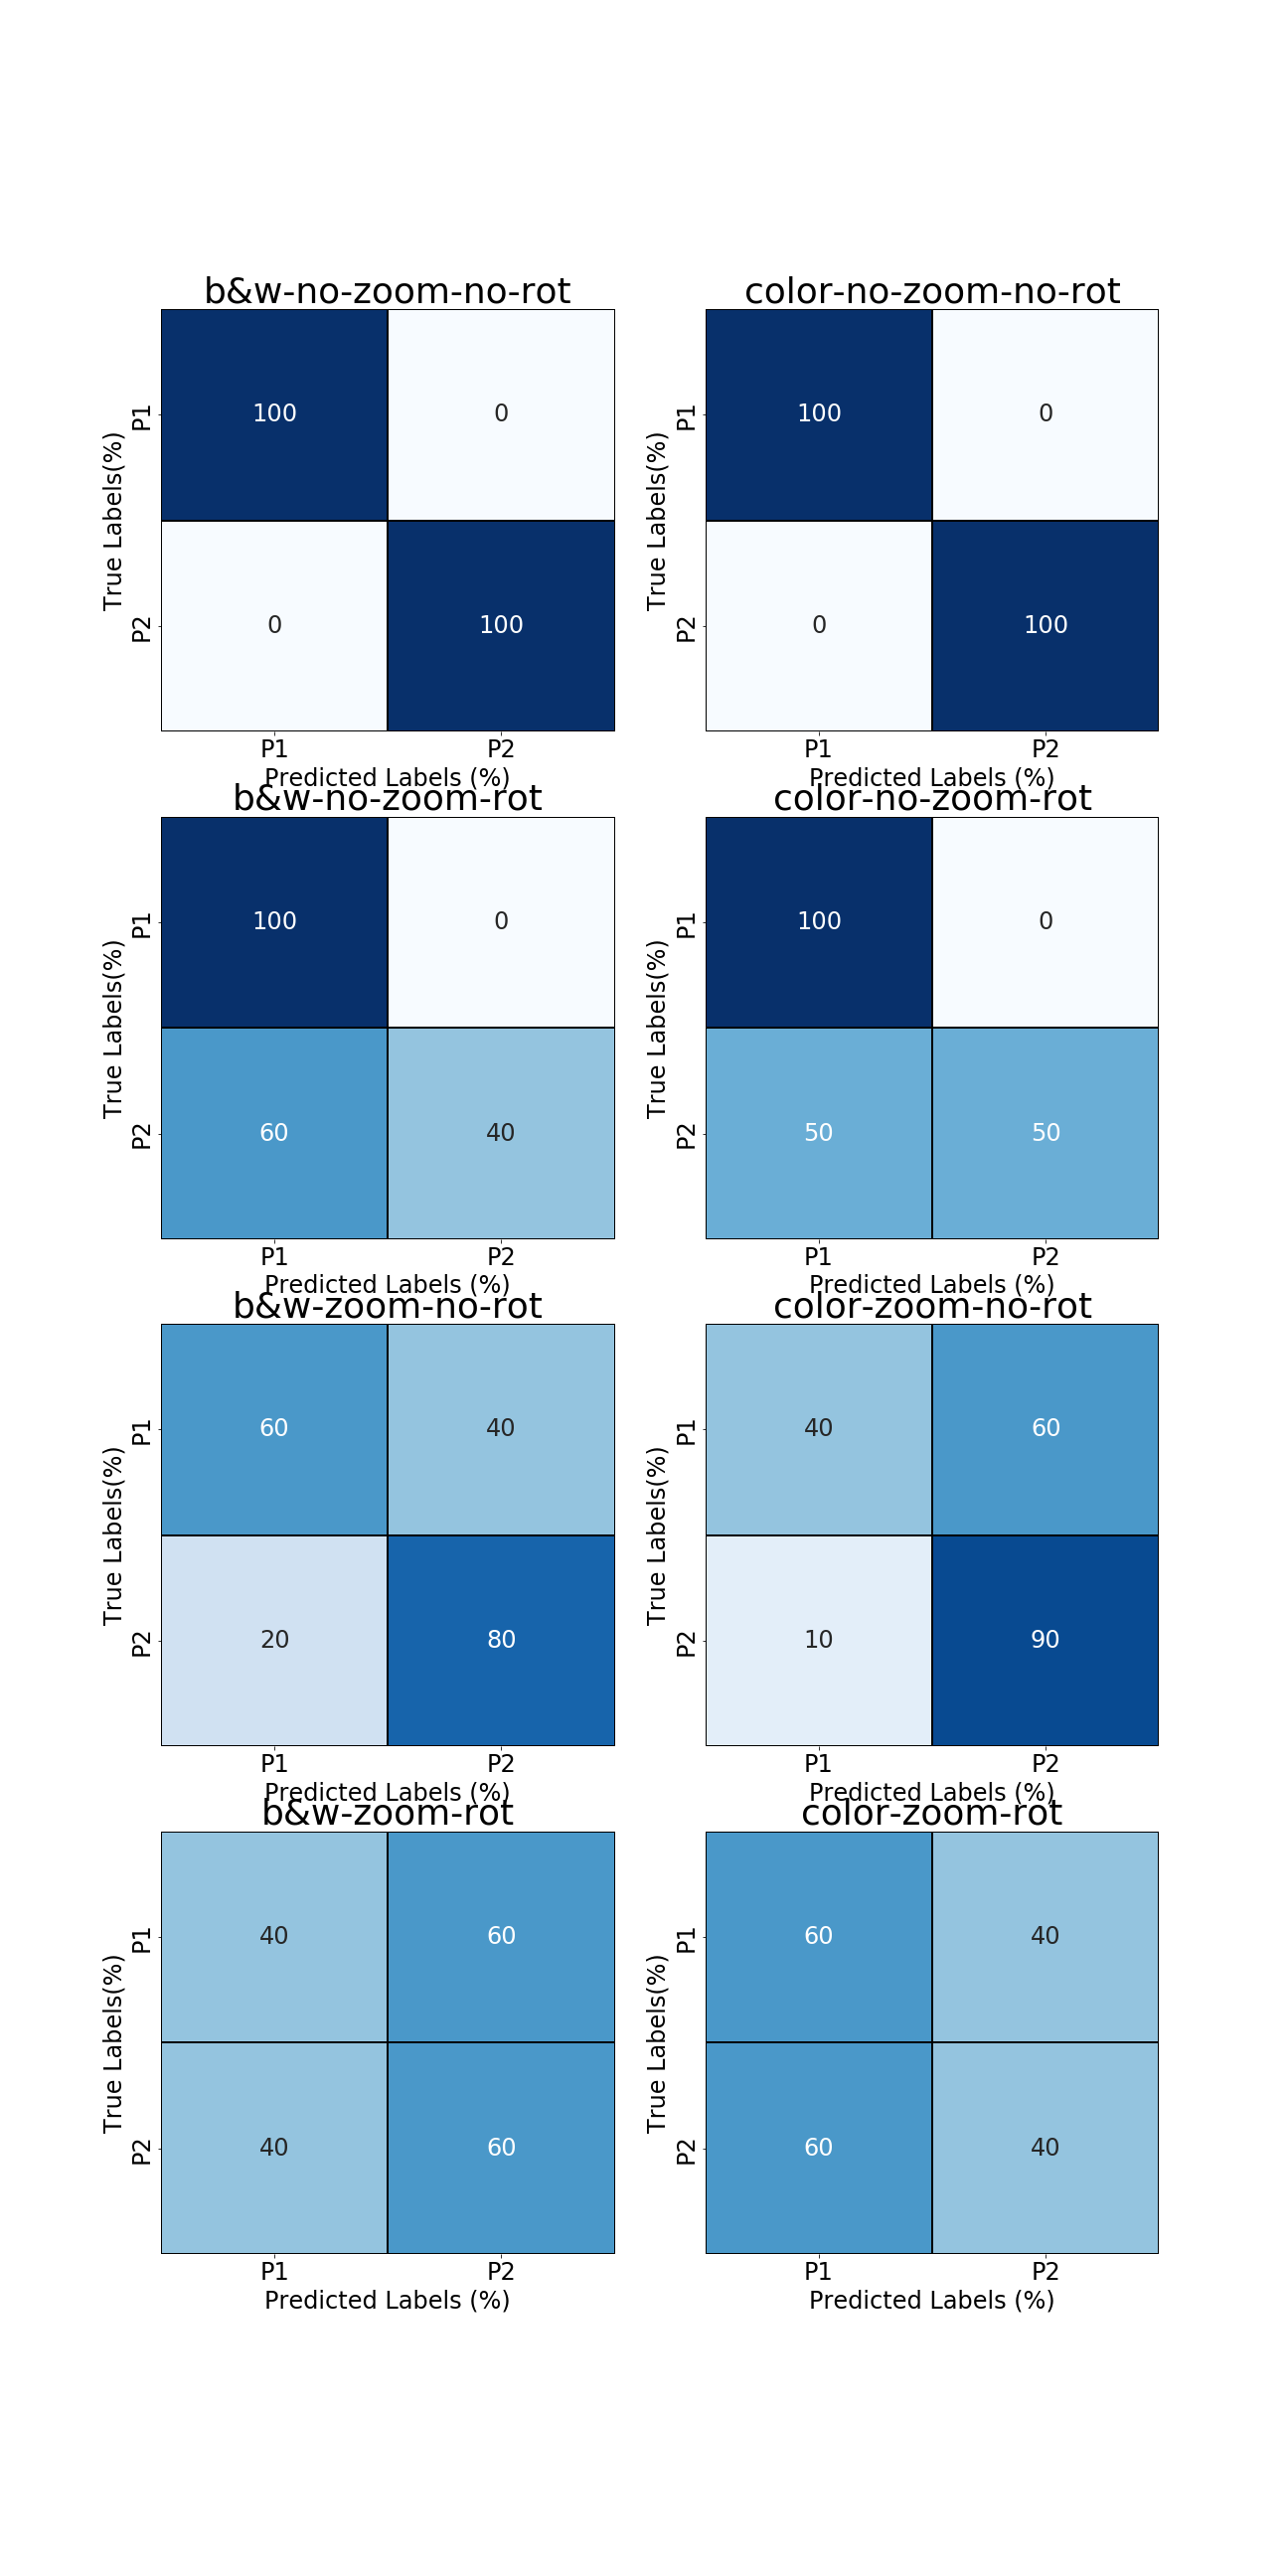 b&w-no-zoom-no-rot
True Labels(%)
P1
100
0
P2
0
100
P1
P2
Predicted Labels (%)
color-no-zoom-no-rot
True Labels(%)
P1
100
0
P2
0
100
P1
P2
Predicted Labels (%)
b&w-no-zoom-rot
True Labels(%)
P1
100
0
P2
60
40
P1
P2
Predicted Labels (%)
color-no-zoom-rot
True Labels(%)
P1
100
0
P2
50
50
P1
P2
Predicted Labels (%)
b&w-zoom-no-rot
True Labels(%)
P1
60
40
P2
20
80
P1
P2
Predicted Labels (%)
color-zoom-no-rot
True Labels(%)
P1
40
60
P2
10
90
P1
P2
Predicted Labels (%)
b&w-zoom-rot
True Labels(%)
P1
40
60
P2
40
60
P1
P2
Predicted Labels (%)
color-zoom-rot
True Labels(%)
P1
60
40
P2
60
40
P1
P2
Predicted Labels (%)